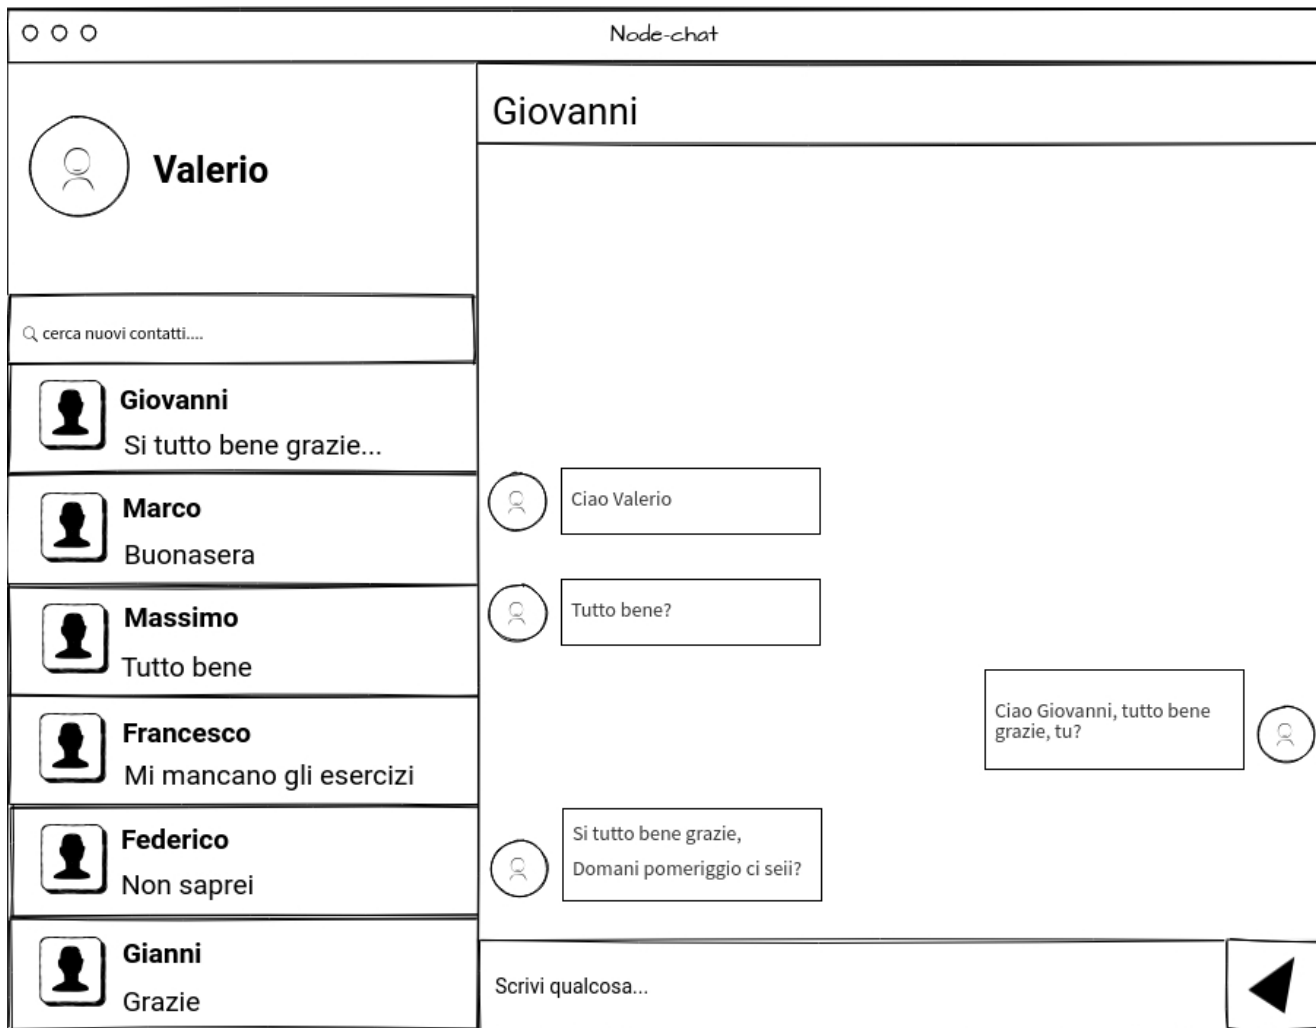 Node-chat
Valerio
cerca nuovi contatti....
Giovanni
Si tutto bene grazie...
Marco
Buonasera
Massimo
Tutto bene
Francesco
Mi mancano gli esercizi
Federico
Non saprei
Gianni
Grazie
Giovanni
Ciao Valerio
Tutto bene?
Ciao Giovanni, tutto bene
grazie, tu?
Si tutto bene grazie,
Domani pomeriggio ci seii?
Scrivi qualcosa...